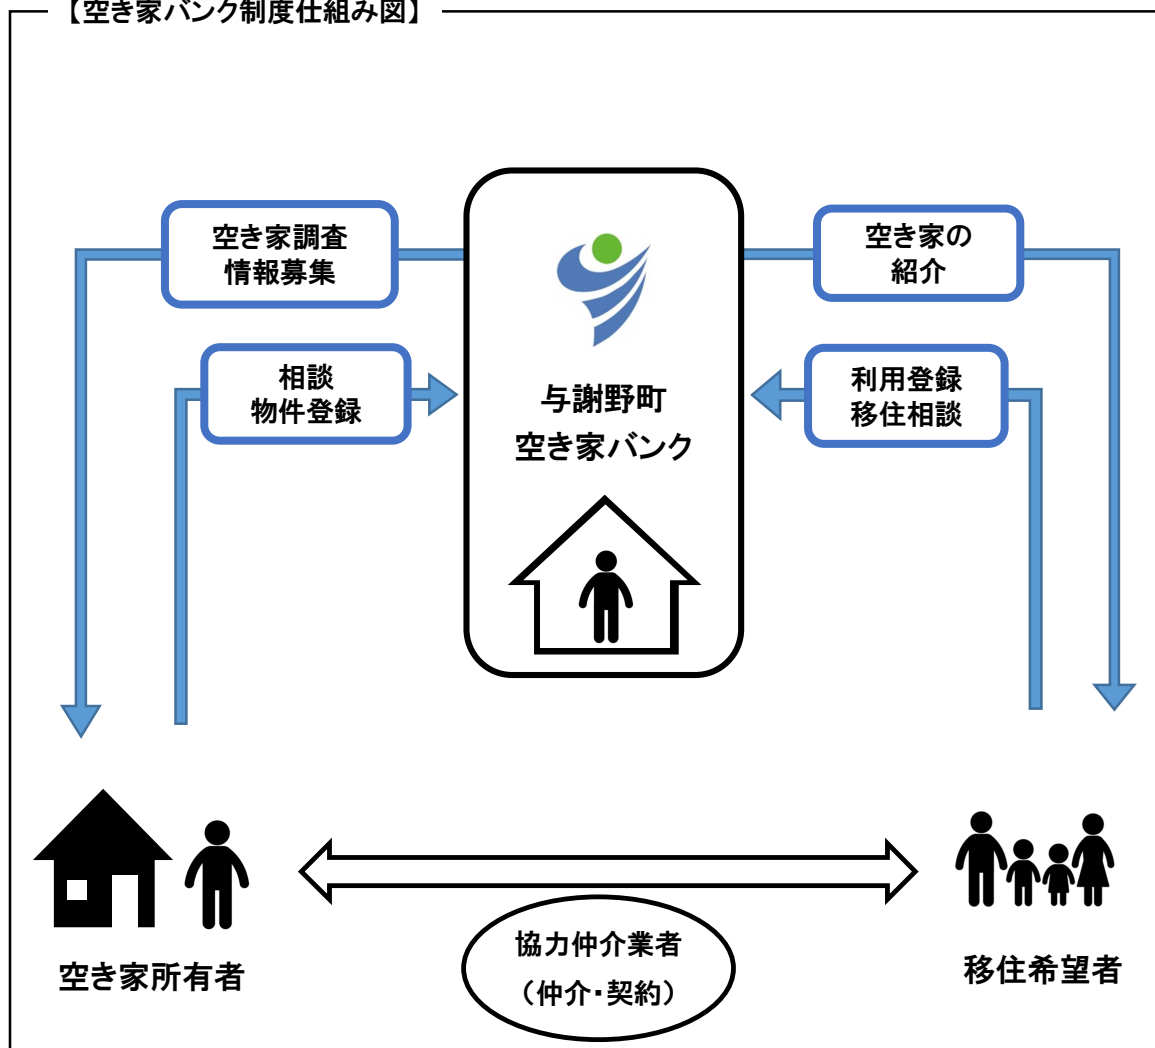 【空き家バンク制度仕組み図】
空き家調査
情報募集
空き家の
紹介
相談
物件登録
与謝野町
空き家バンク
利用登録
移住相談
空き家所有者
協力仲介業者
（仲介・契約）
移住希望者